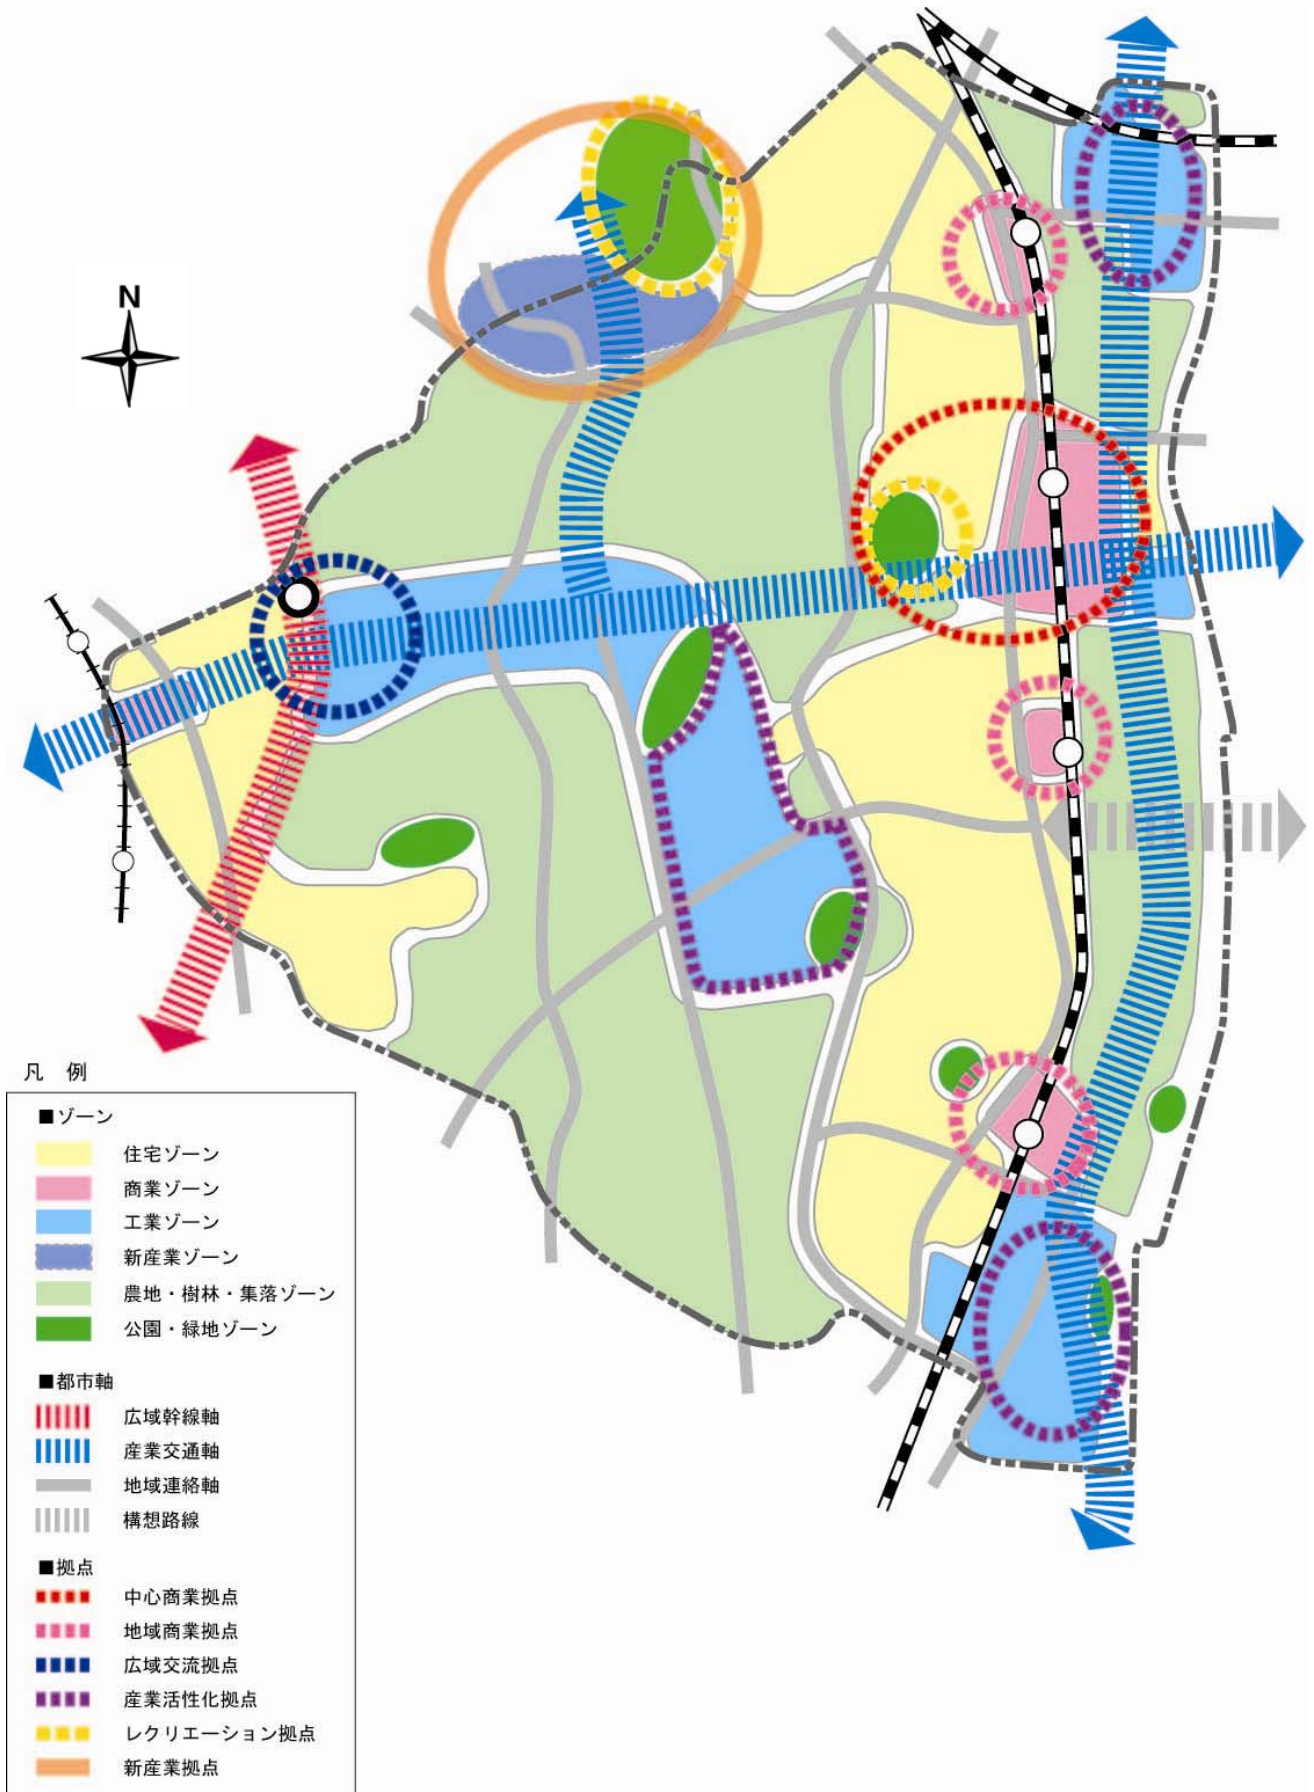 N
凡 例
■ゾーン
住宅ゾーン
商業ゾーン
工業ゾーン
新産業ゾーン
農地・樹林・集落ゾーン
公園・緑地ゾーン
■都市軸
広域幹線軸
産業交通軸
地域連絡軸
構想路線
■拠点
中心商業拠点
地域商業拠点
広域交流拠点
産業活性化拠点
レクリエーション拠点
新産業拠点